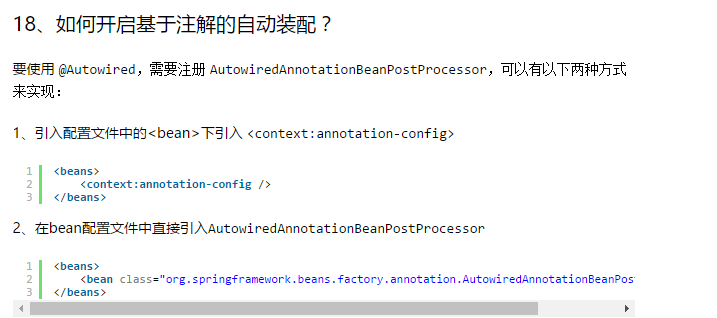 18、如何开启基于注解的自动装配？
要使用 @Autowired，需要注册 AutowiredAnnotationBeanPostProcessor，可以有以下两种方式
来实现：
1、引入配置文件中的<bean>下引入 <context:annotation-config>
1 <beans>
2     <context:annotation-config />
3 </beans>
2、在bean配置文件中直接引入AutowiredAnnotationBeanPostProcessor
1 <beans>
2     <bean class="org.springframework.beans.factory.annotation.AutowiredAnnotationBeanPos
3 </beans>